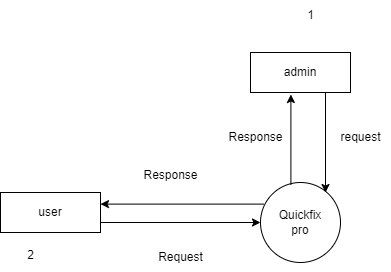 1
admin
Response
request
Response
user
Quickfix
pro
2
Request